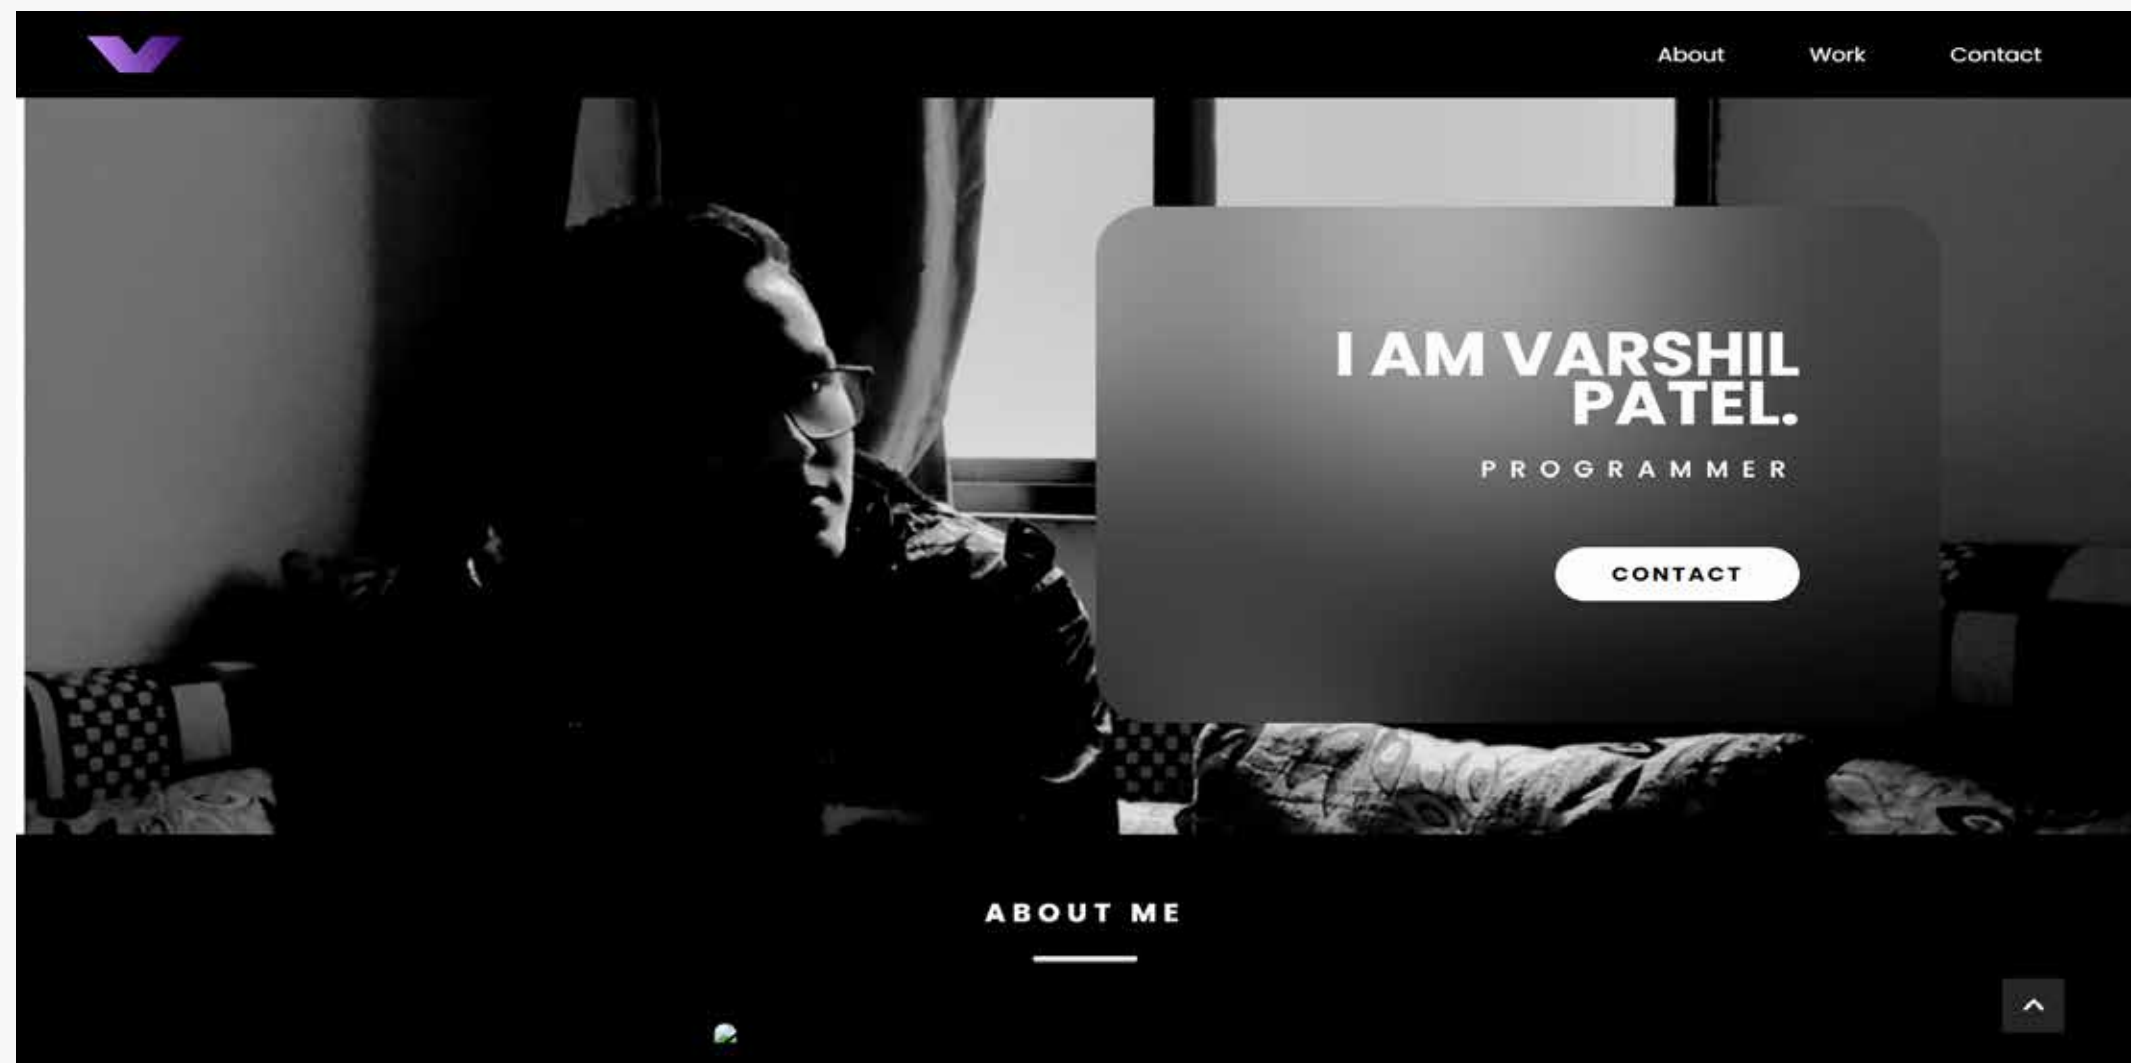 About Work Contact
I AM VARSHIL
PATEL.
PROGRAMMER
CONTACT
ABOUT ME